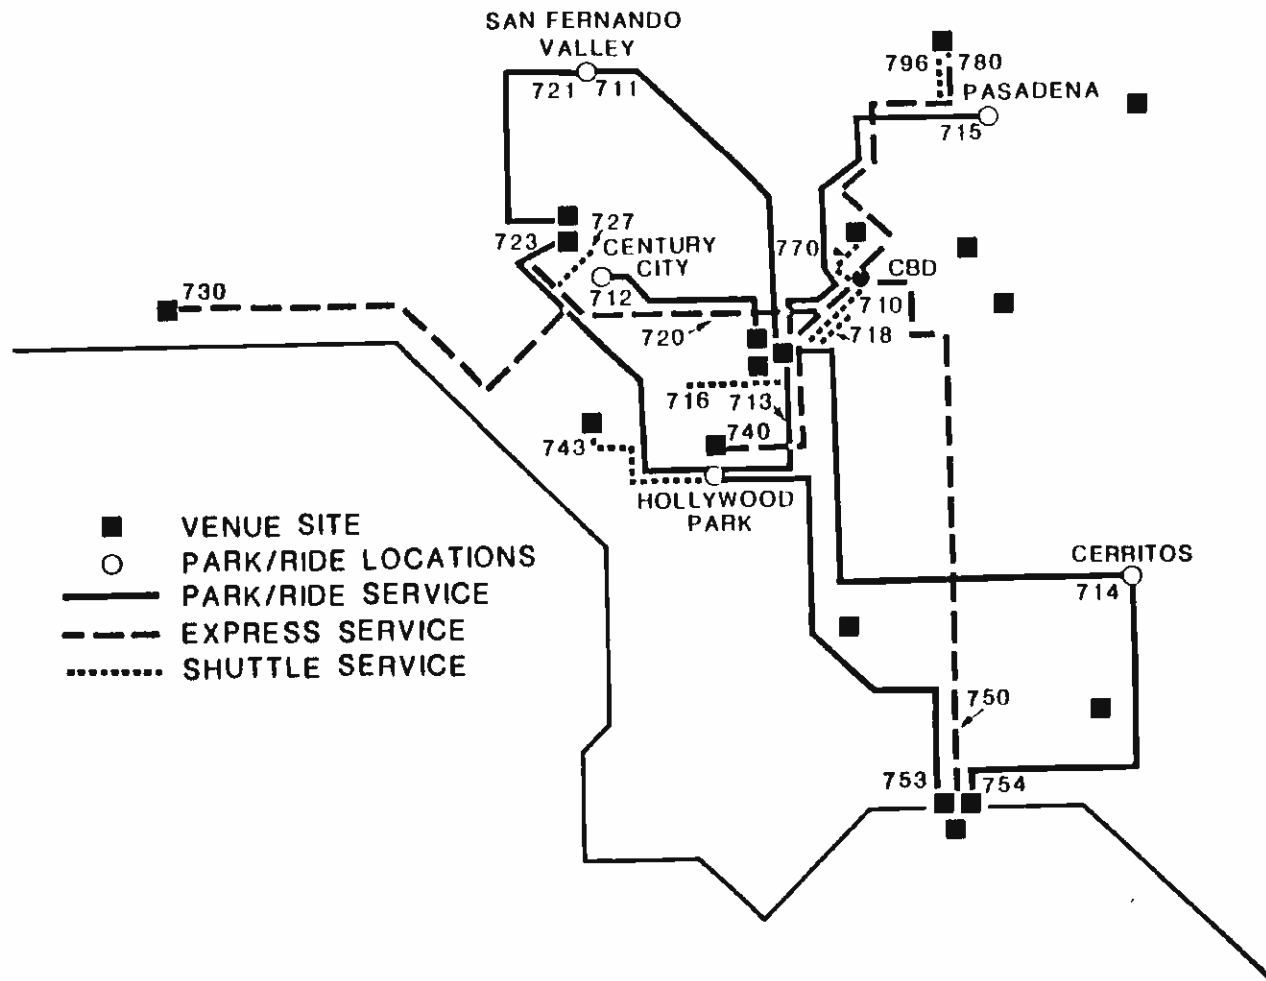 SAN FERNANDO
VALLEY
721 711
796 780
PASADENA
715
727
723
CENTURY
CITY
712
770
CBD
710
730
720
718
716 713
740
743
HOLLYWOOD
PARK
VENUE SITE
PARK/RIDE LOCATIONS
PARK/RIDE SERVICE
EXPRESS SERVICE
SHUTTLE SERVICE
CERRITOS
714
750
753
754